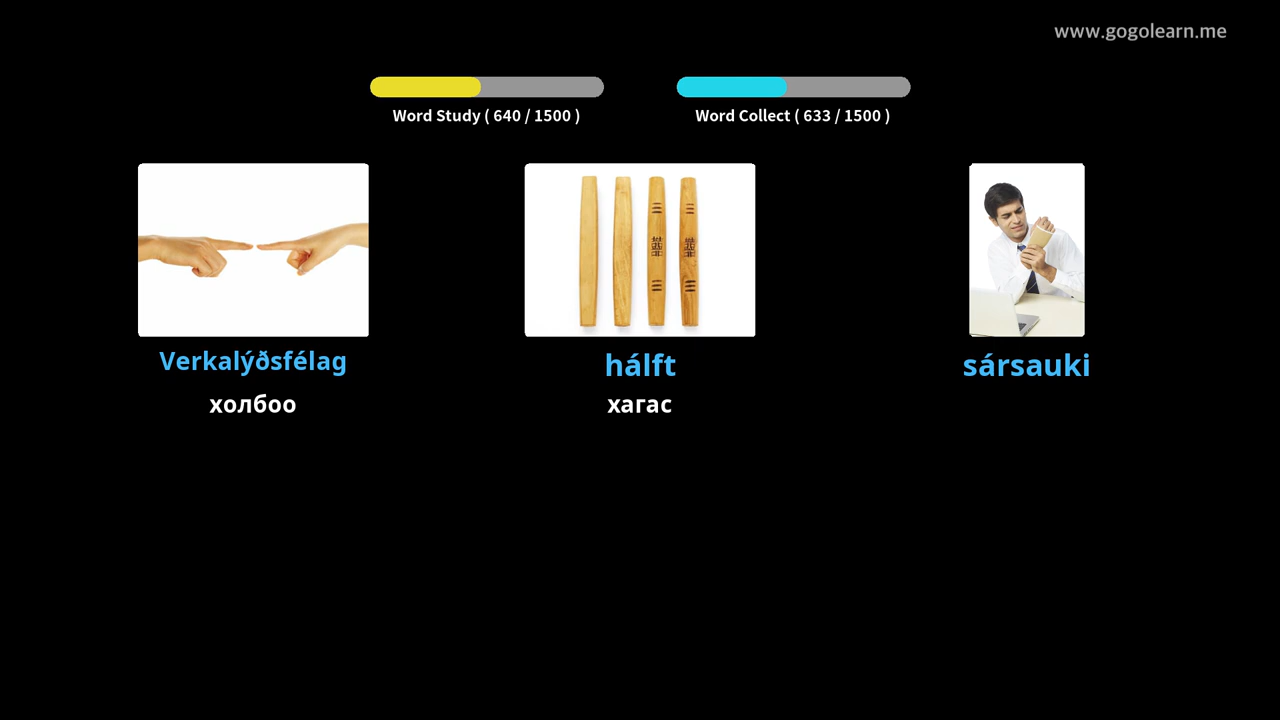 www.gogolearn.me
Word Study ( 640 / 1500 )
Word Collect ( 633 / 1500 )
Verkalýðsfélag
холбоо
hálft
хагас
sársauki